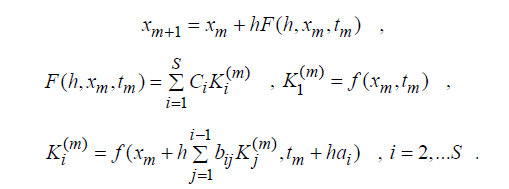 x_{m+1} = x_m + hF(h, x_m, t_m) ,
F(h, x_m, t_m) = \sum_{i=1}^{S} C_i K_i^{(m)} , K_1^{(m)} = f(x_m, t_m) ,
K_i^{(m)} = f(x_m + h \sum_{j=1}^{i-1} b_{ij} K_j^{(m)}, t_m + ha_i) , i = 2,...S .